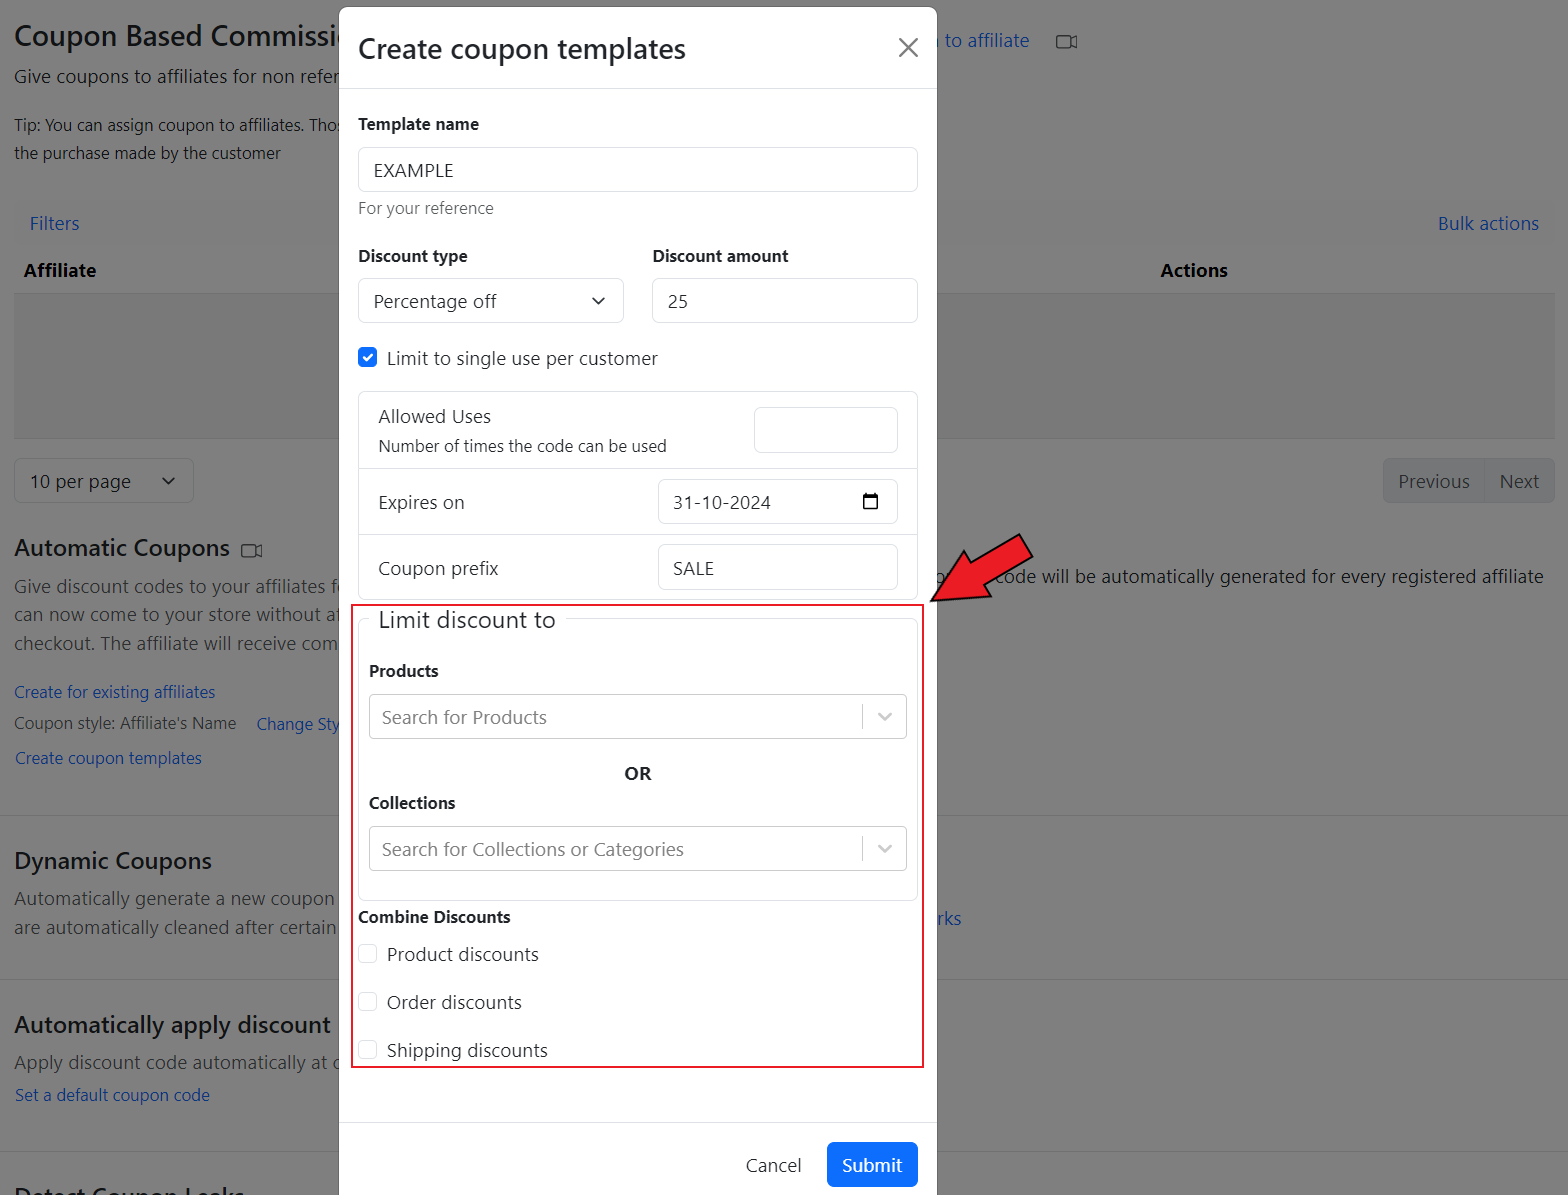 Coupon Based Commissi
Give coupons to affiliates for non refer
to affiliate
Tip: You can assign coupon to affiliates. Tho
the purchase made by the customer
Filters
Bulk actions
Affiliate
Actions
10 per page
Previous
Next
Automatic Coupons
Give discount codes to your affiliates f
can now come to your store without a
checkout. The affiliate will receive com
code will be automatically generated for every registered affiliate
Create for existing affiliates
Coupon style: Affiliate's Name Change Sty
Create coupon templates
Dynamic Coupons
Automatically generate a new coupon
are automatically cleaned after certain
rks
Automatically apply discount
Apply discount code automatically at
Set a default coupon code
Detect Coupon Leaks
Create coupon templates
Template name
EXAMPLE
For your reference
Discount type
Discount amount
Percentage off
25
Limit to single use per customer
Allowed Uses
Number of times the code can be used
Expires on
31-10-2024
Coupon prefix
SALE
Limit discount to
Products
Search for Products
OR
Collections
Search for Collections or Categories
Combine Discounts
Product discounts
Order discounts
Shipping discounts
Cancel
Submit